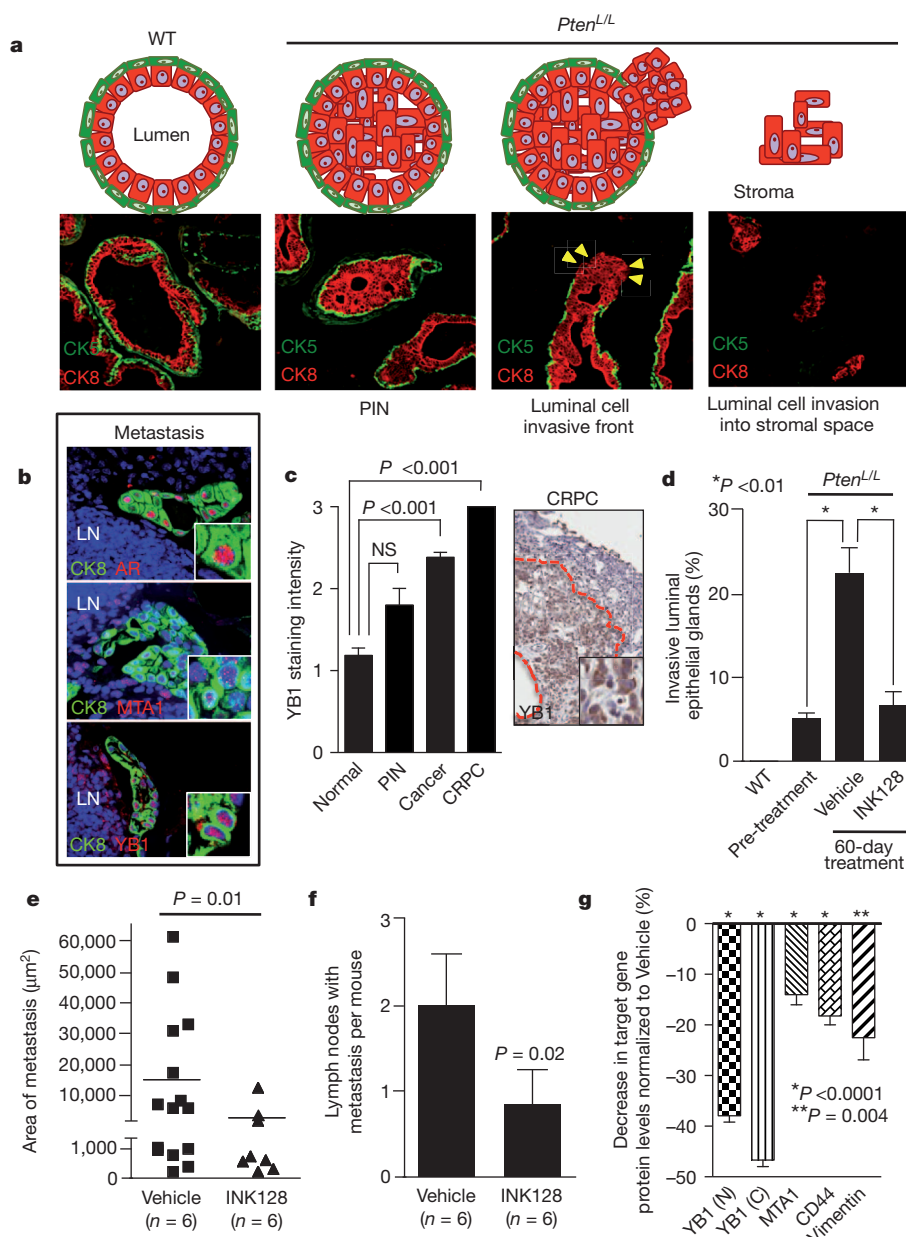 a
WT
Pten^L/L
Lumen
Stroma
CK5
CK8
CK5
CK8
CK5
CK8
CK5
CK8
PIN
Luminal cell
invasive front
Luminal cell invasion
into stromal space
b
Metastasis
LN
CK8 AR
LN
CK8 MTA1
LN
CK8 YB1
c
P <0.001
P <0.001
NS
YB1 staining intensity
3
2
1
0
Normal
PIN
Cancer
CRPC
CRPC
YB1
d
*P <0.01
Pten^L/L
* *
Invasive luminal
epithelial glands (%)
30
20
10
0
WT
Pre-treatment
Vehicle
INK128
60-day
treatment
e
P = 0.01
Area of metastasis (μm²)
60,000
50,000
40,000
30,000
20,000
10,000
1,000
0
Vehicle
(n = 6)
INK128
(n = 6)
f
Lymph nodes with
metastasis per mouse
3
2
1
0
P = 0.02
Vehicle
(n = 6)
INK128
(n = 6)
g
Decrease in target gene
protein levels normalized to Vehicle (%)
* * * * **
0
−10
−20
−30
−40
−50
*P <0.0001
**P = 0.004
YB1 (N)
YB1 (C)
MTA1
CD44
Vimentin